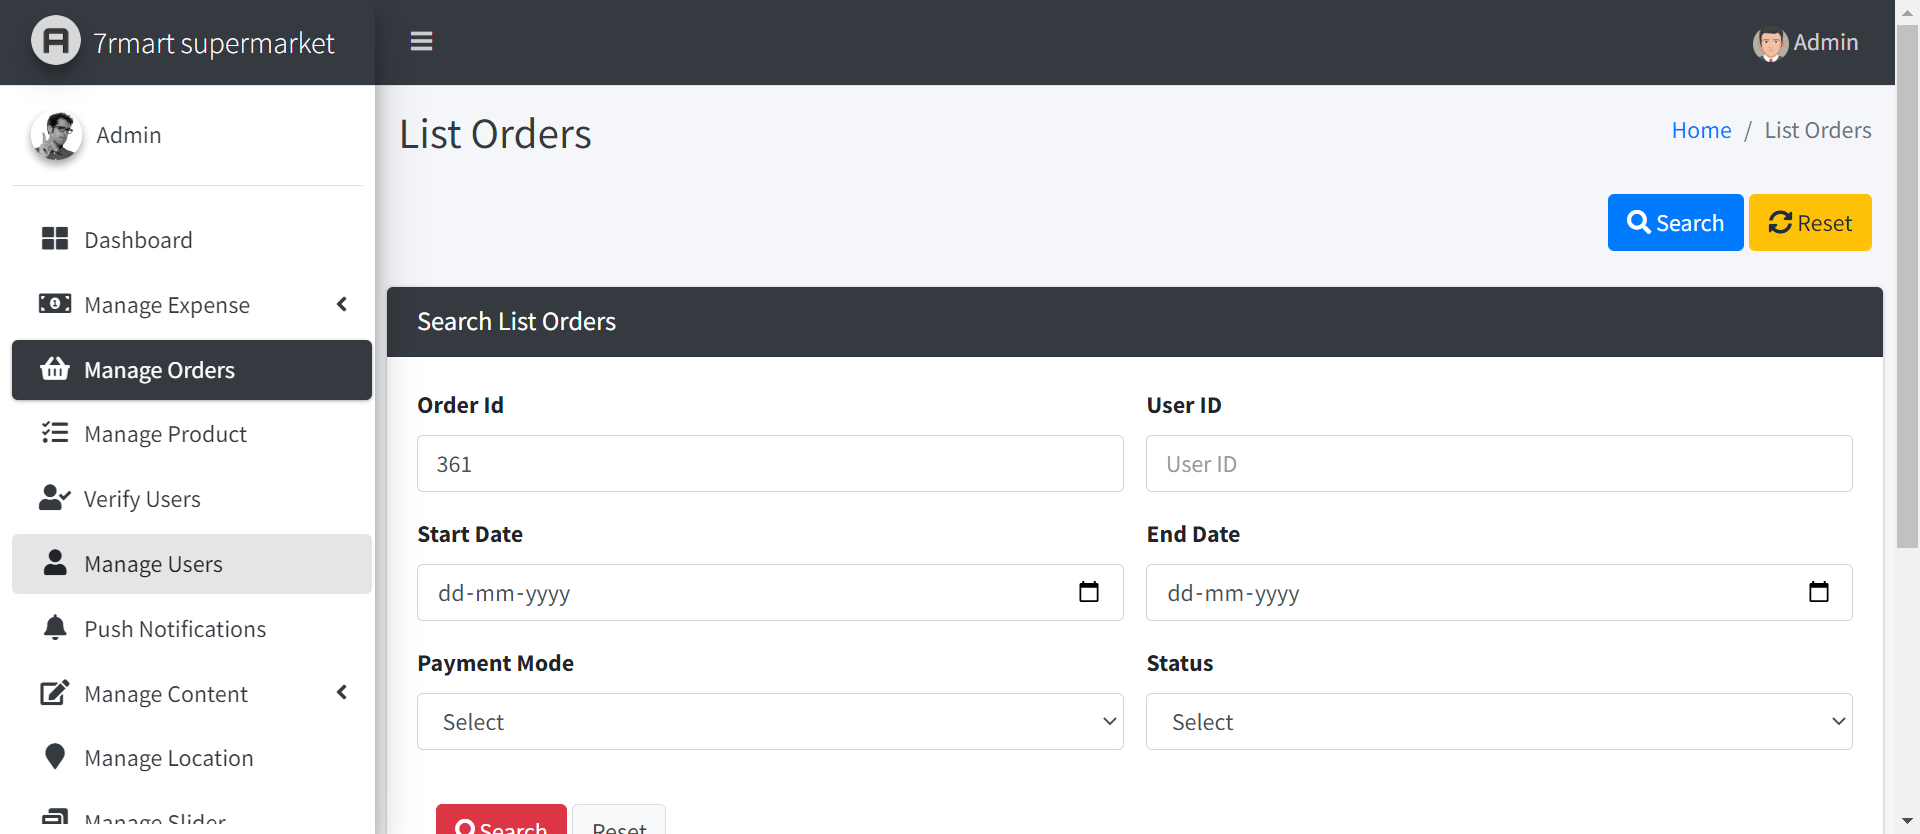 7rmart supermarket
Admin
Admin
List Orders
Home / List Orders
Search
Reset
Dashboard
Manage Expense
Manage Orders
Manage Product
Verify Users
Manage Users
Push Notifications
Manage Content
Manage Location
Manage Slider
Search List Orders
Order Id
User ID
361
User ID
Start Date
End Date
dd-mm-yyyy
dd-mm-yyyy
Payment Mode
Status
Select
Select
Search
Reset